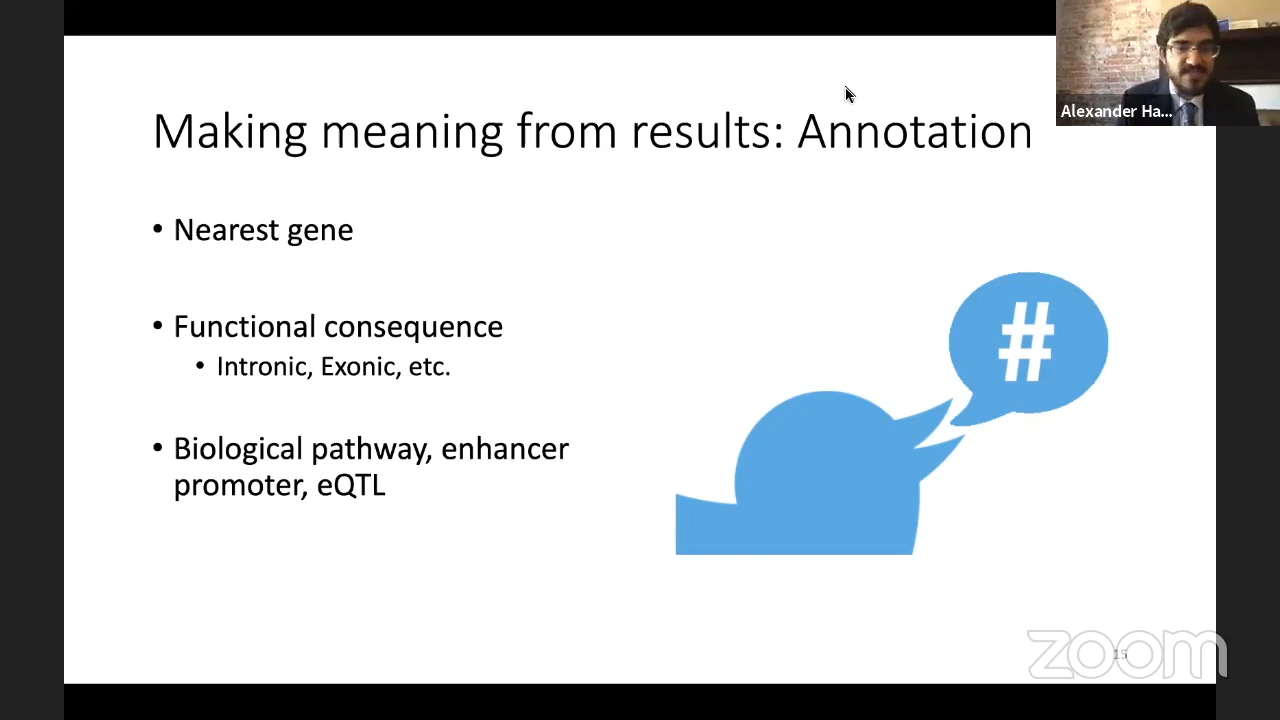 Making meaning from results: Annotation
Alexander Ha...
• Nearest gene
• Functional consequence
• Intronic, Exonic, etc.
• Biological pathway, enhancer
promoter, eQTL
#
15
zoom